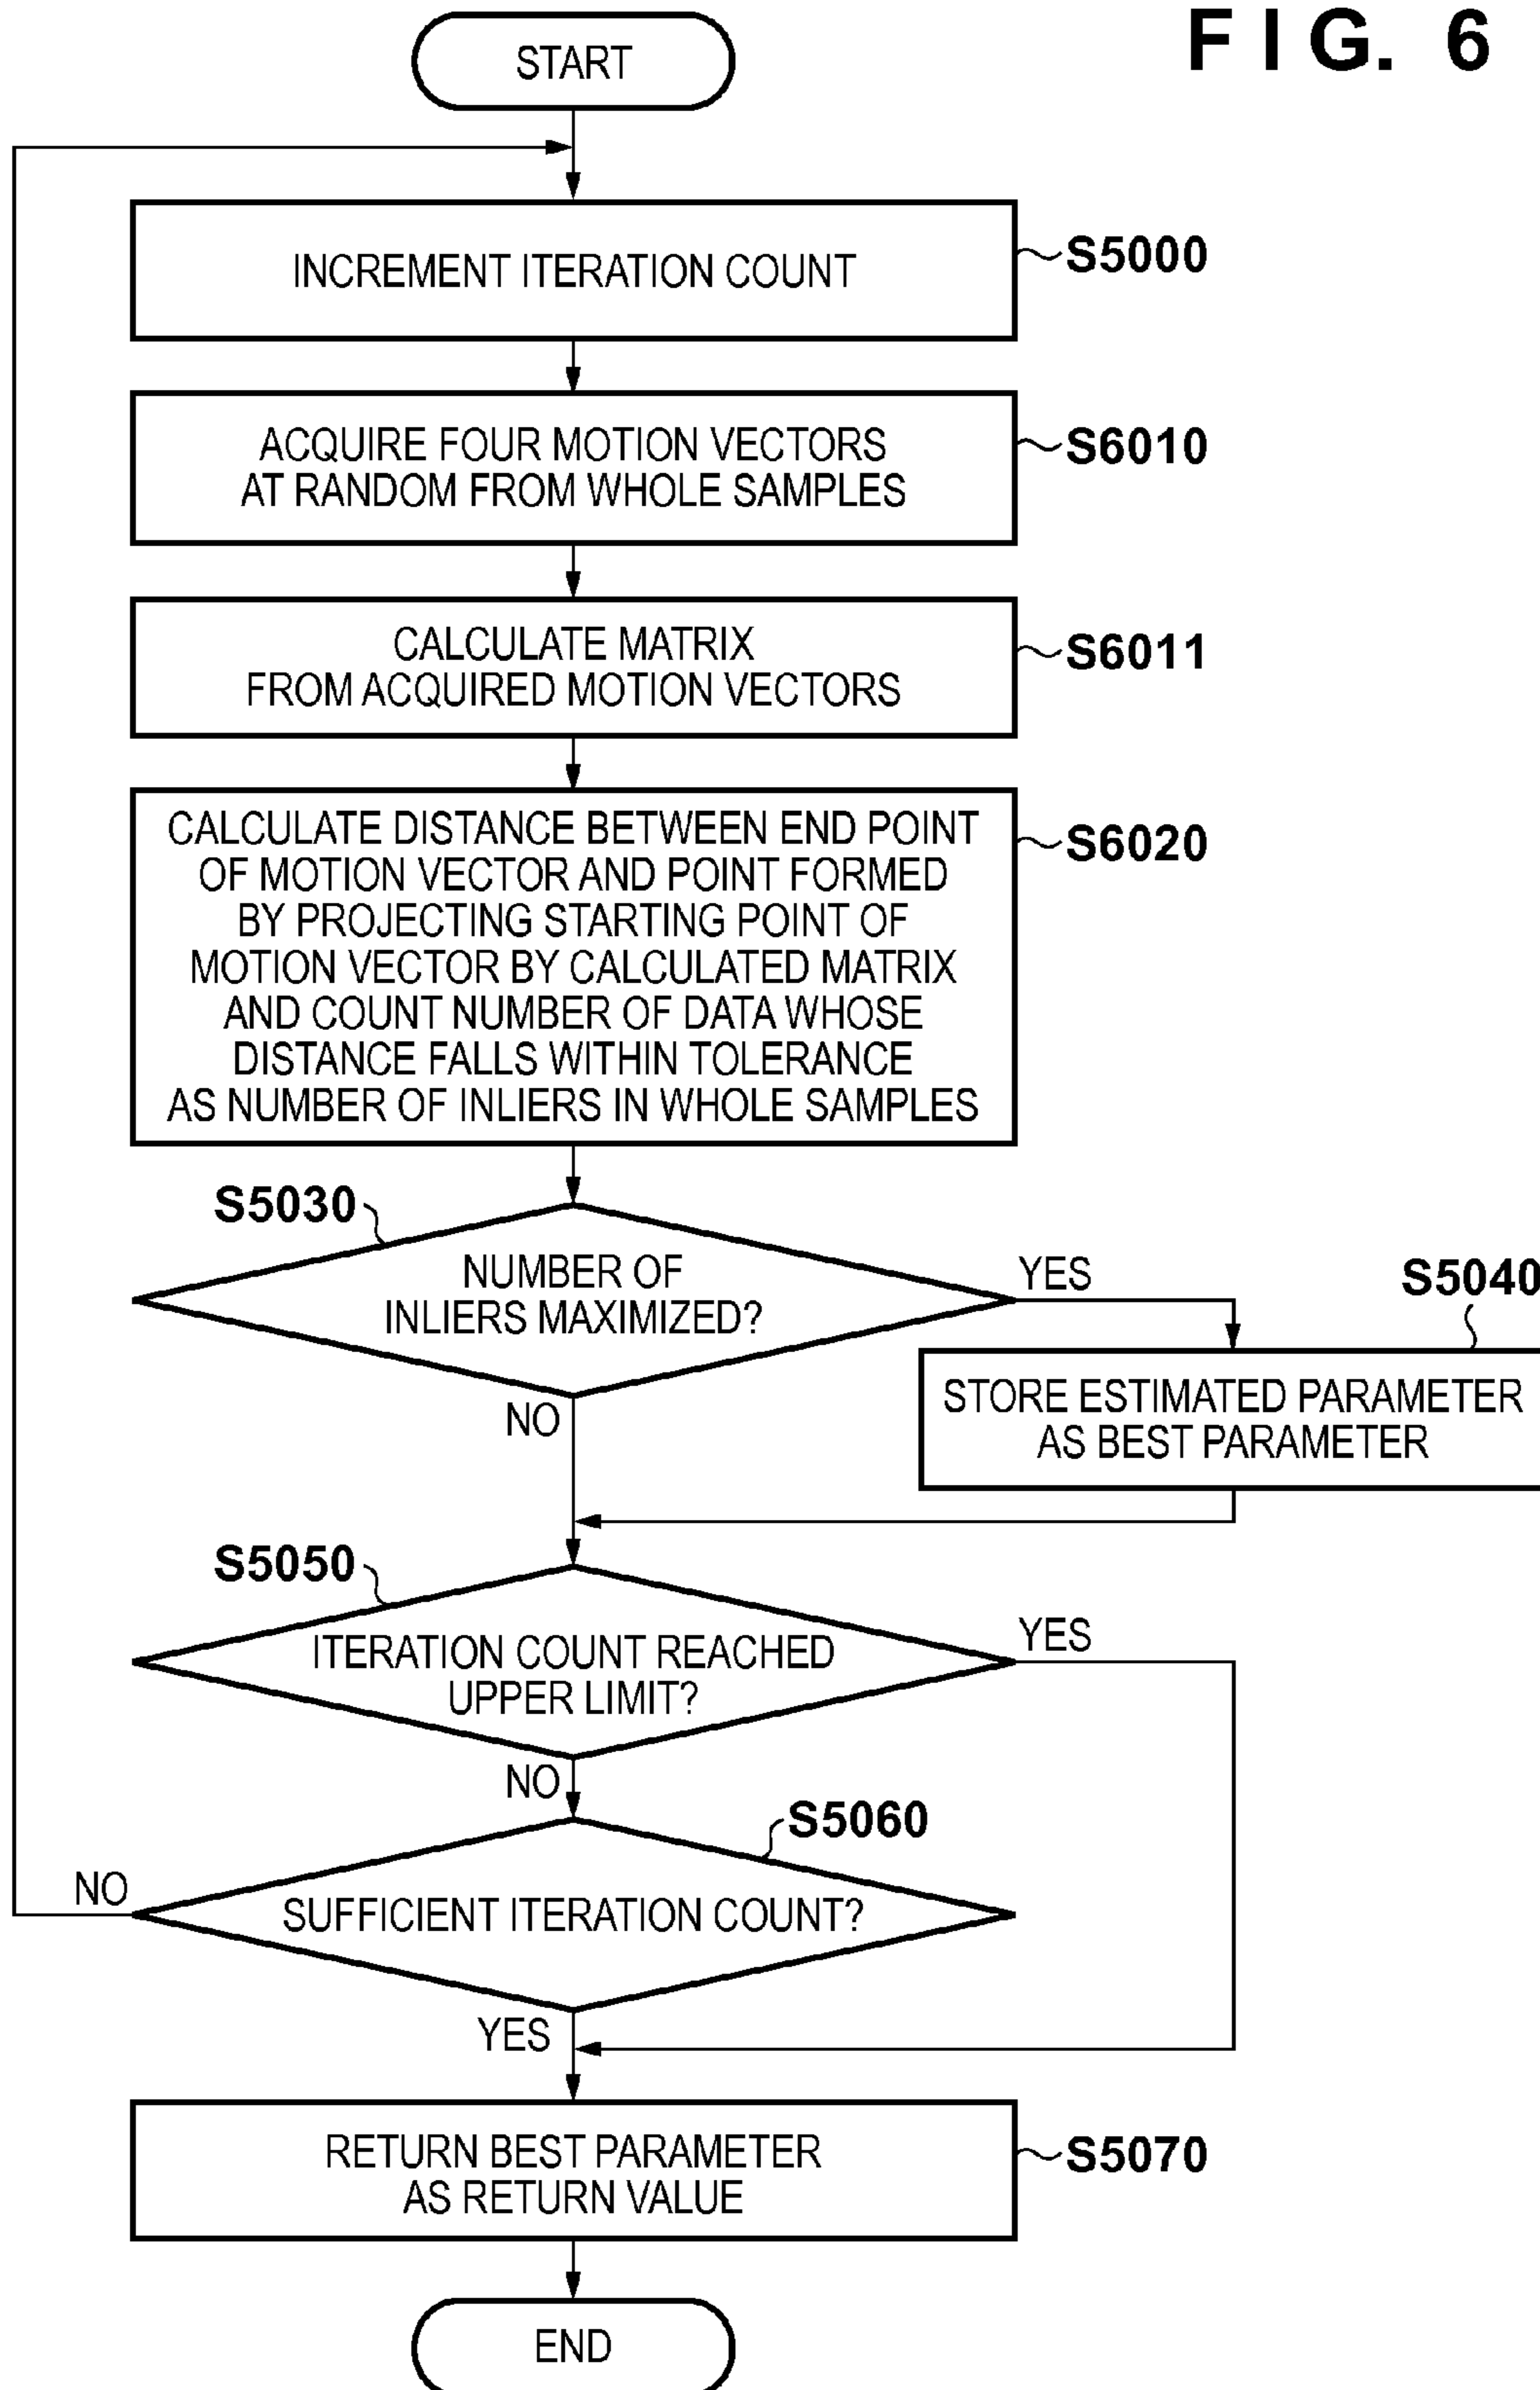 FIG. 6
START
INCREMENT ITERATION COUNT
S5000
ACQUIRE FOUR MOTION VECTORS
AT RANDOM FROM WHOLE SAMPLES
S6010
CALCULATE MATRIX
FROM ACQUIRED MOTION VECTORS
S6011
CALCULATE DISTANCE BETWEEN END POINT
OF MOTION VECTOR AND POINT FORMED
BY PROJECTING STARTING POINT OF
MOTION VECTOR BY CALCULATED MATRIX
AND COUNT NUMBER OF DATA WHOSE
DISTANCE FALLS WITHIN TOLERANCE
AS NUMBER OF INLIERS IN WHOLE SAMPLES
S6020
S5030
NUMBER OF
INLIERS MAXIMIZED?
YES
NO
S5040
STORE ESTIMATED PARAMETER
AS BEST PARAMETER
S5050
ITERATION COUNT REACHED
UPPER LIMIT?
YES
NO
S5060
SUFFICIENT ITERATION COUNT?
NO
YES
RETURN BEST PARAMETER
AS RETURN VALUE
S5070
END